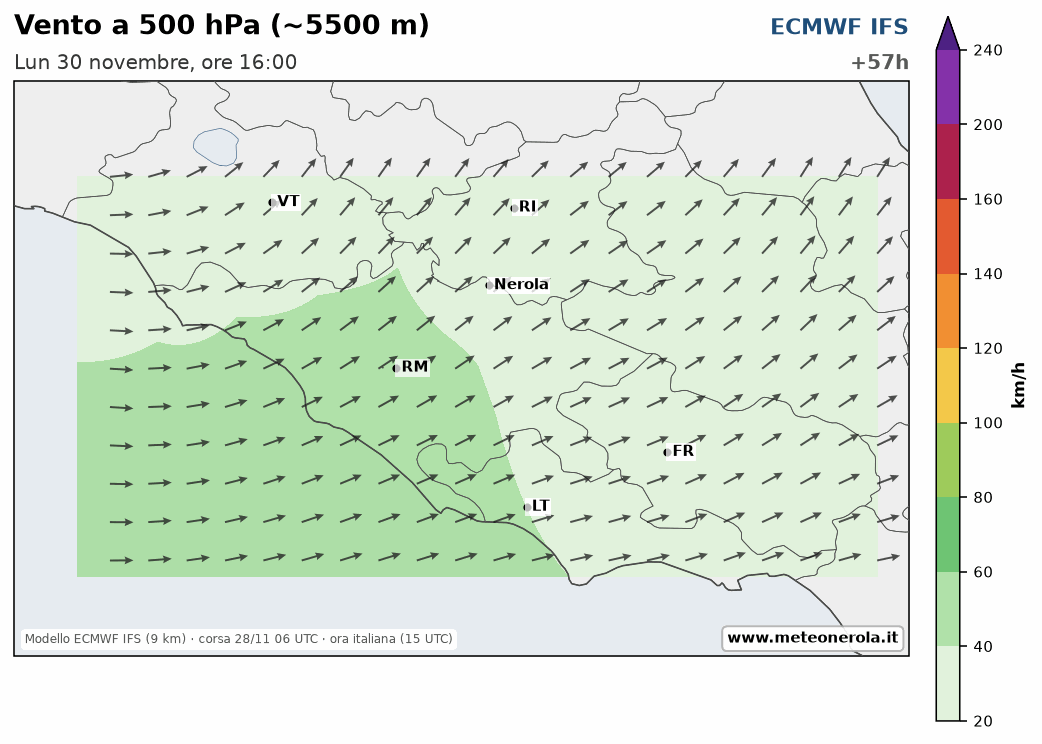 Vento a 500 hPa (~5500 m)
ECMWF IFS
Lun 30 novembre, ore 16:00
+57h
VT
RI
Nerola
RM
FR
LT
240
200
160
140
120
100
80
60
40
20
km/h
Modello ECMWF IFS (9 km) · corsa 28/11 06 UTC · ora italiana (15 UTC)
www.meteonerola.it